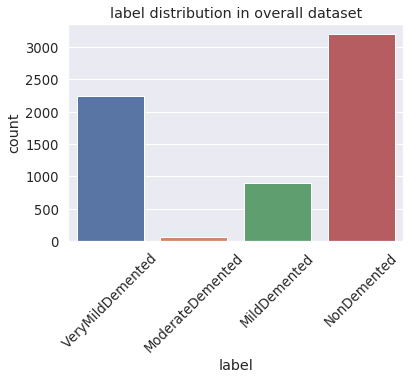 label distribution in overall dataset
3000
2500
2000
1500
1000
500
0
count
VeryMildDemented
ModerateDemented
MildDemented
NonDemented
label